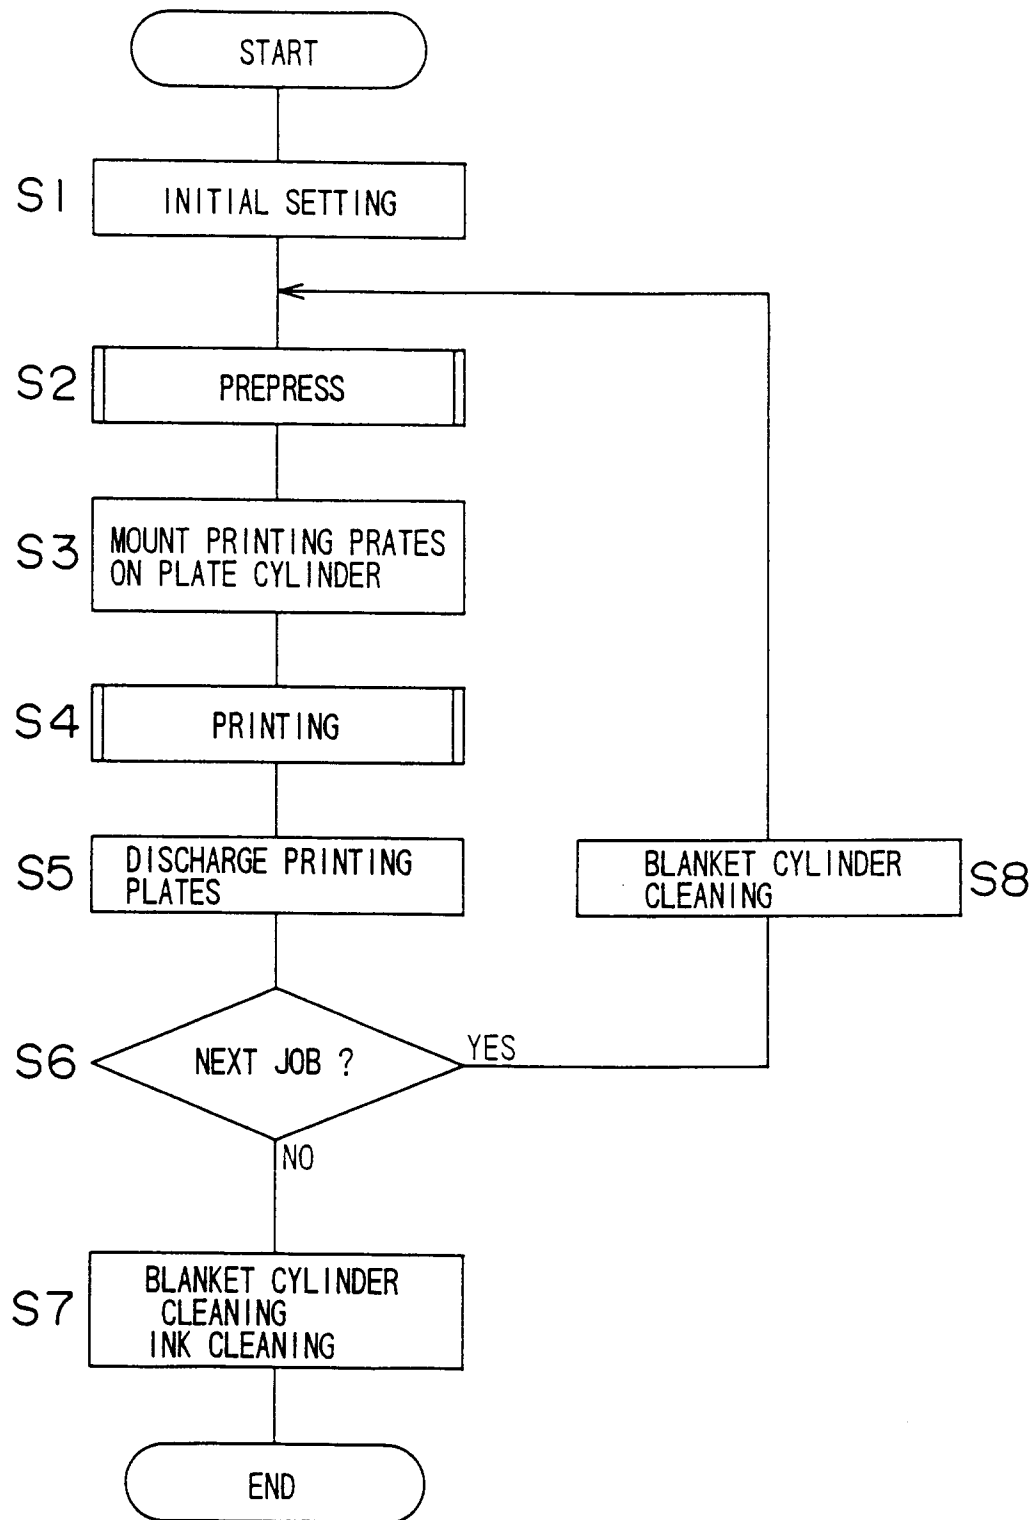 START
S1
INITIAL SETTING
S2
PREPRESS
S3
MOUNT PRINTING PRATES
ON PLATE CYLINDER
S4
PRINTING
S5
DISCHARGE PRINTING
PLATES
BLANKET CYLINDER
CLEANING
S8
S6
NEXT JOB ?
YES
NO
S7
BLANKET CYLINDER
CLEANING
INK CLEANING
END